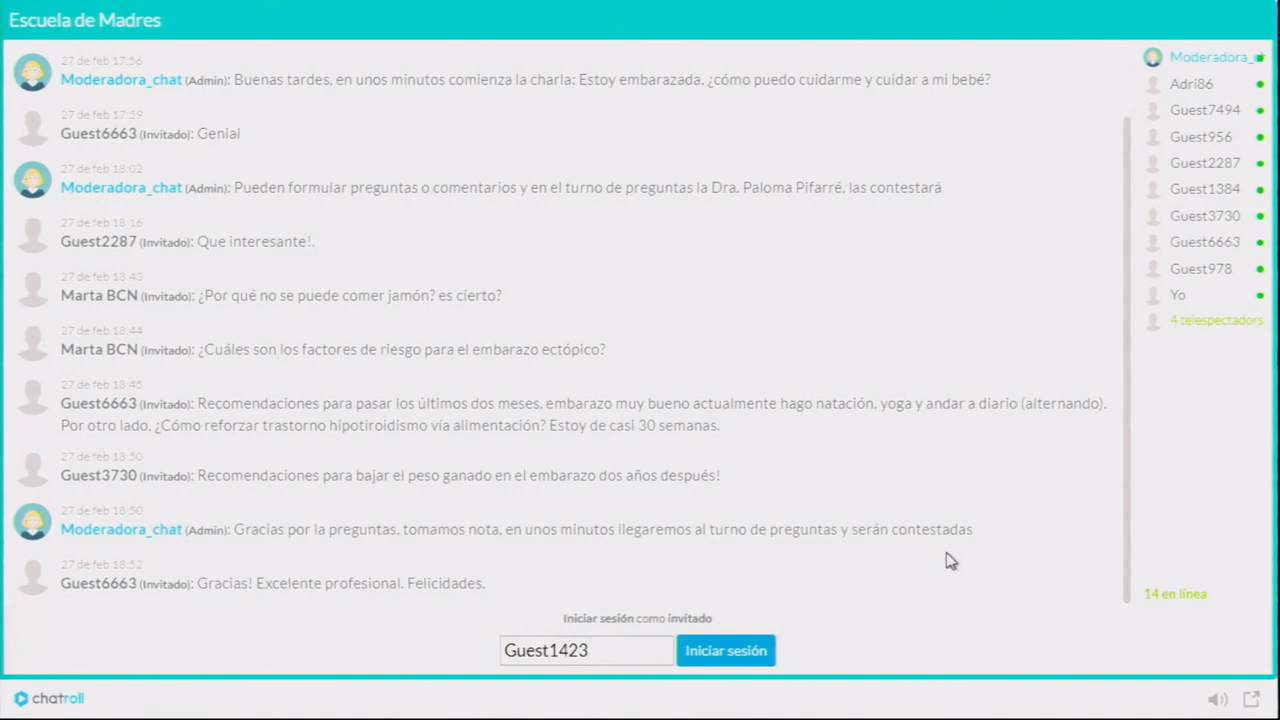 Escuela de Madres
27 de feb 17:56
Moderadora_chat (Admin): Buenas tardes, en unos minutos comienza la charla: Estoy embarazada, ¿cómo puedo cuidarme y cuidar a mi bebé?
27 de feb 17:59
Guest6663 (Invitado): Genial
27 de feb 18:02
Moderadora_chat (Admin): Pueden formular preguntas o comentarios y en el turno de preguntas la Dra. Paloma Pifarré, las contestará
27 de feb 18:16
Guest2287 (Invitado): Que interesante!.
27 de feb 18:43
Marta BCN (Invitado): ¿Por qué no se puede comer jamón? es cierto?
27 de feb 18:44
Marta BCN (Invitado): ¿Cuáles son los factores de riesgo para el embarazo ectópico?
27 de feb 18:45
Guest6663 (Invitado): Recomendaciones para pasar los últimos dos meses, embarazo muy bueno actualmente hago natación, yoga y andar a diario (alternando).
Por otro lado, ¿Cómo reforzar trastorno hipotiroidismo vía alimentación? Estoy de casi 30 semanas.
27 de feb 18:50
Guest3730 (Invitado): Recomendaciones para bajar el peso ganado en el embarazo dos años después!
27 de feb 18:50
Moderadora_chat (Admin): Gracias por la preguntas, tomamos nota, en unos minutos llegaremos al turno de preguntas y serán contestadas
27 de feb 18:52
Guest6663 (Invitado): Gracias! Excelente profesional. Felicidades.
Moderadora_
Adri86
Guest7494
Guest956
Guest2287
Guest1384
Guest3730
Guest6663
Guest978
Yo
4 telespectadors
14 en línea
Iniciar sesión como invitado
Guest1423
Iniciar sesión
chatroll